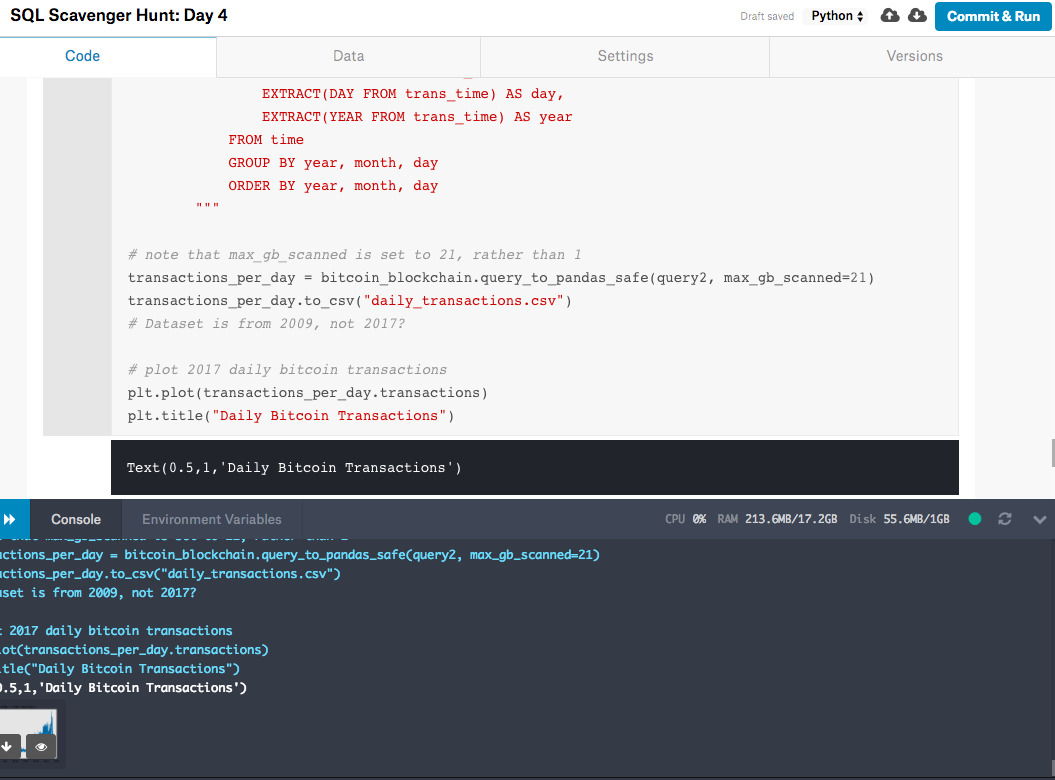 SQL Scavenger Hunt: Day 4
Draft saved Python Commit & Run
Code Data Settings Versions
EXTRACT(DAY FROM trans_time) AS day,
EXTRACT(YEAR FROM trans_time) AS year
FROM time
GROUP BY year, month, day
ORDER BY year, month, day
"""
# note that max_gb_scanned is set to 21, rather than 1
transactions_per_day = bitcoin_blockchain.query_to_pandas_safe(query2, max_gb_scanned=21)
transactions_per_day.to_csv("daily_transactions.csv")
# Dataset is from 2009, not 2017?
# plot 2017 daily bitcoin transactions
plt.plot(transactions_per_day.transactions)
plt.title("Daily Bitcoin Transactions")
Text(0.5,1,'Daily Bitcoin Transactions')
Console Environment Variables CPU 0% RAM 213.6MB/17.2GB Disk 55.6MB/1GB
actions_per_day = bitcoin_blockchain.query_to_pandas_safe(query2, max_gb_scanned=21)
actions_per_day.to_csv("daily_transactions.csv")
aset is from 2009, not 2017?
t 2017 daily bitcoin transactions
lot(transactions_per_day.transactions)
itle("Daily Bitcoin Transactions")
0.5,1,'Daily Bitcoin Transactions')